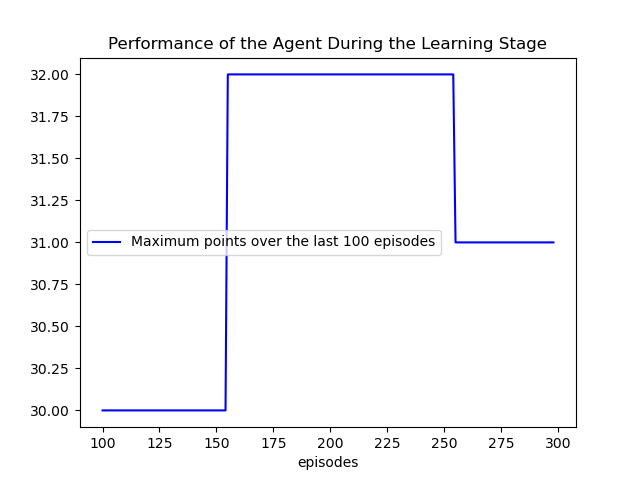 Performance of the Agent During the Learning Stage
32.00
31.75
31.50
31.25
31.00
30.75
30.50
30.25
30.00
Maximum points over the last 100 episodes
100 125 150 175 200 225 250 275 300
episodes